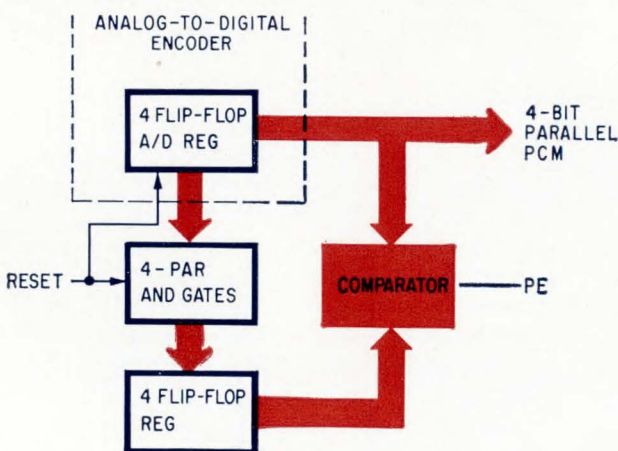 ANALOG-TO-DIGITAL
ENCODER
4 FLIP-FLOP
A/D REG
4-BIT
PARALLEL
PCM
RESET
4-PAR
AND GATES
COMPARATOR
PE
4 FLIP-FLOP
REG